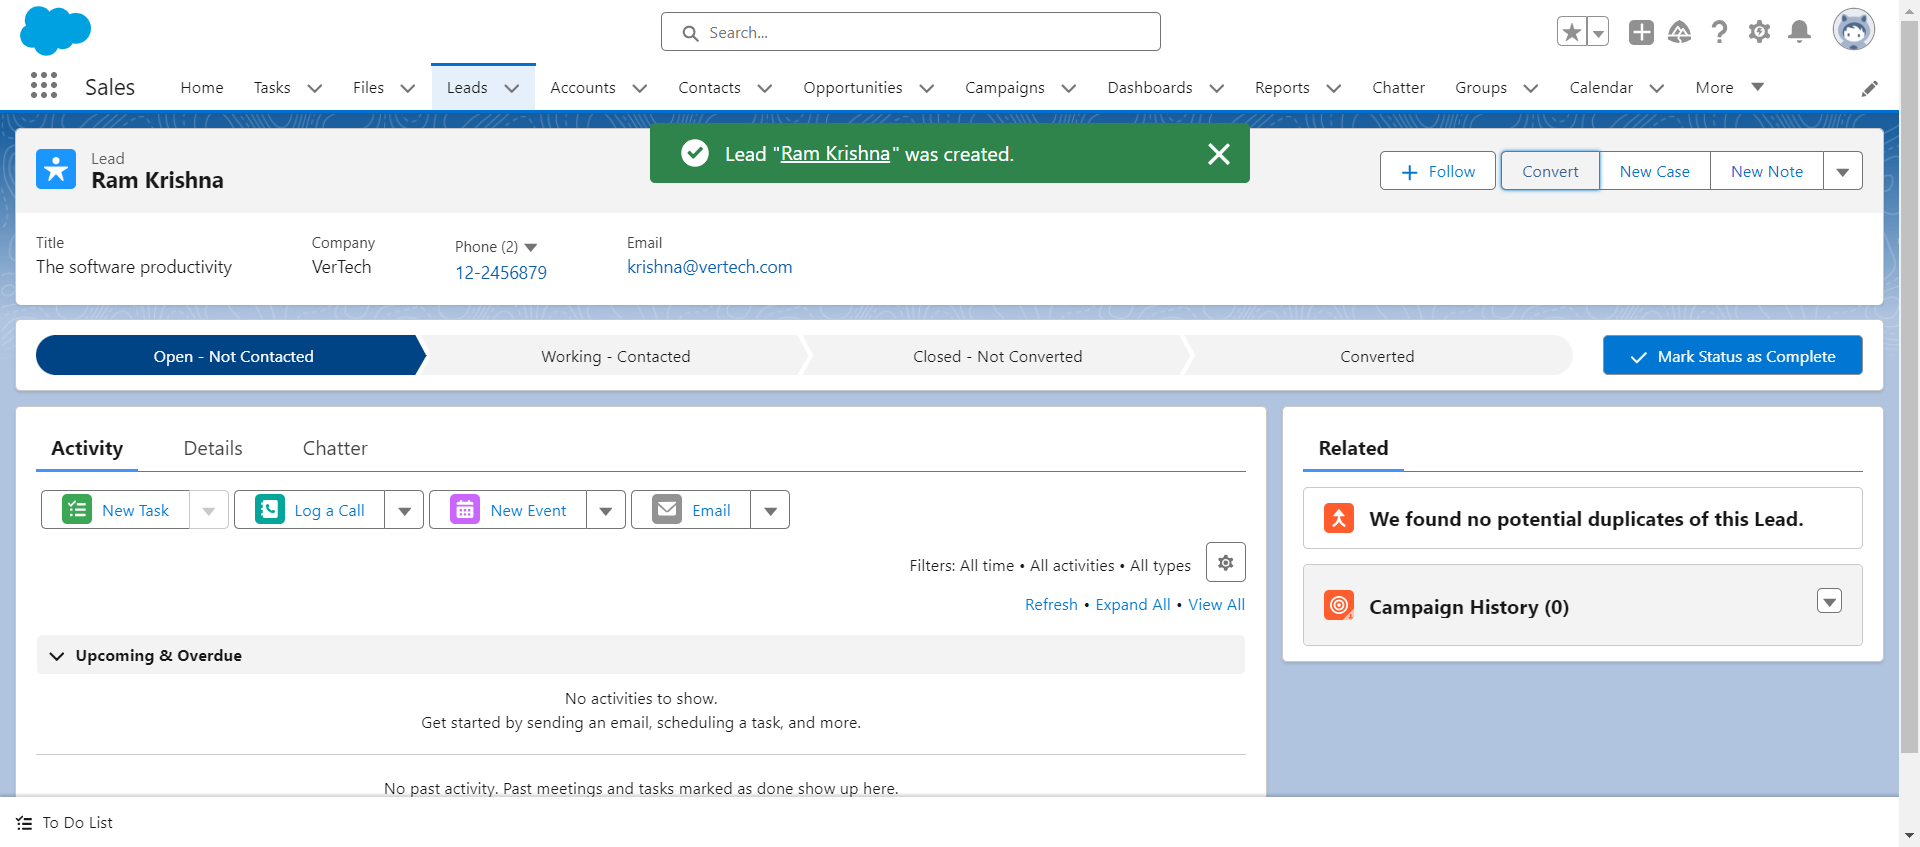 Search...
Sales
Home
Tasks
Files
Leads
Accounts
Contacts
Opportunities
Campaigns
Dashboards
Reports
Chatter
Groups
Calendar
More
Lead "Ram Krishna" was created.
Lead
Ram Krishna
Follow
Convert
New Case
New Note
Title
The software productivity
Company
VerTech
Phone (2)
12-2456879
Email
krishna@vertech.com
Open - Not Contacted
Working - Contacted
Closed - Not Converted
Converted
Mark Status as Complete
Activity
Details
Chatter
New Task
Log a Call
New Event
Email
Filters: All time • All activities • All types
Refresh • Expand All • View All
Upcoming & Overdue
No activities to show.
Get started by sending an email, scheduling a task, and more.
No past activity. Past meetings and tasks marked as done show up here.
Related
We found no potential duplicates of this Lead.
Campaign History (0)
To Do List